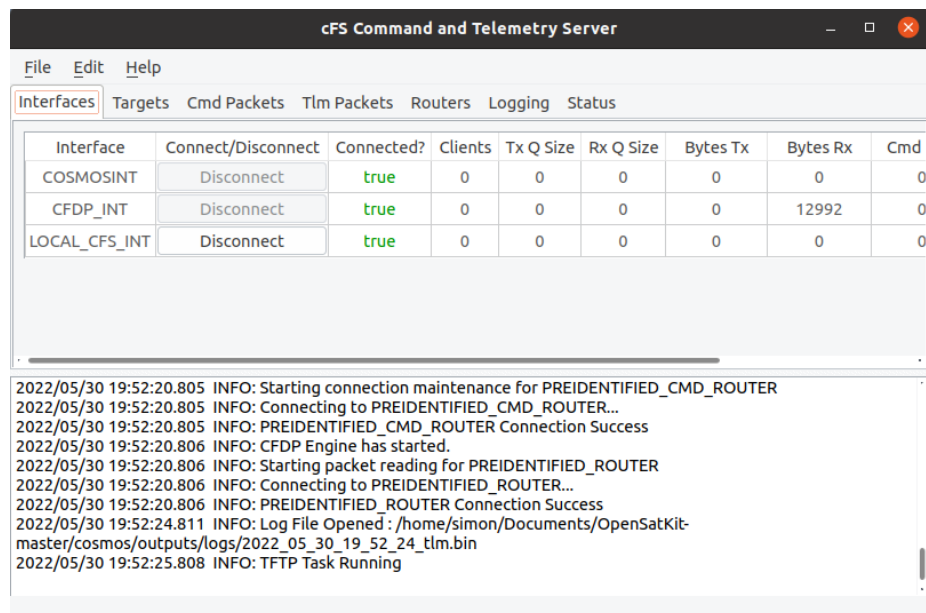 cFS Command and Telemetry Server
File Edit Help
Interfaces Targets Cmd Packets Tlm Packets Routers Logging Status
Interface Connect/Disconnect Connected? Clients Tx Q Size Rx Q Size Bytes Tx Bytes Rx Cmd
COSMOSINT Disconnect true 0 0 0 0 0 0
CFDP_INT Disconnect true 0 0 0 0 12992 0
LOCAL_CFS_INT Disconnect true 0 0 0 0 0 0
2022/05/30 19:52:20.805 INFO: Starting connection maintenance for PREIDENTIFIED_CMD_ROUTER
2022/05/30 19:52:20.805 INFO: Connecting to PREIDENTIFIED_CMD_ROUTER...
2022/05/30 19:52:20.805 INFO: PREIDENTIFIED_CMD_ROUTER Connection Success
2022/05/30 19:52:20.806 INFO: CFDP Engine has started.
2022/05/30 19:52:20.806 INFO: Starting packet reading for PREIDENTIFIED_ROUTER
2022/05/30 19:52:20.806 INFO: Connecting to PREIDENTIFIED_ROUTER...
2022/05/30 19:52:20.806 INFO: PREIDENTIFIED_ROUTER Connection Success
2022/05/30 19:52:24.811 INFO: Log File Opened : /home/simon/Documents/OpenSatKit-
master/cosmos/outputs/logs/2022_05_30_19_52_24_tlm.bin
2022/05/30 19:52:25.808 INFO: TFTP Task Running